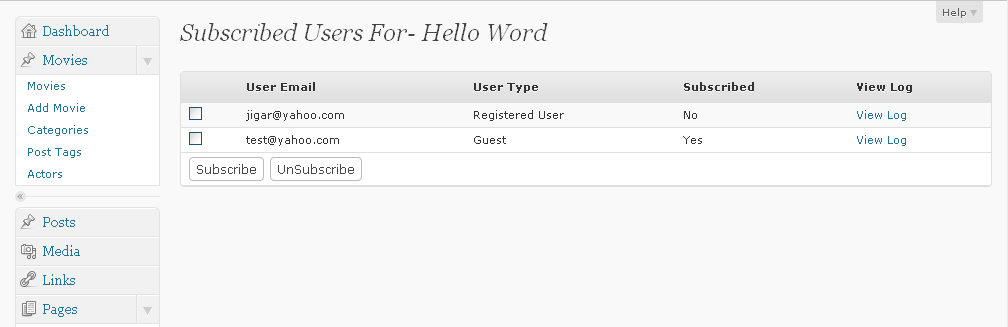 Help
Subscribed Users For- Hello Word
Dashboard
Movies
Movies
Add Movie
Categories
Post Tags
Actors
Posts
Media
Links
Pages
User Email User Type Subscribed View Log
jigar@yahoo.com Registered User No View Log
test@yahoo.com Guest Yes View Log
Subscribe UnSubscribe